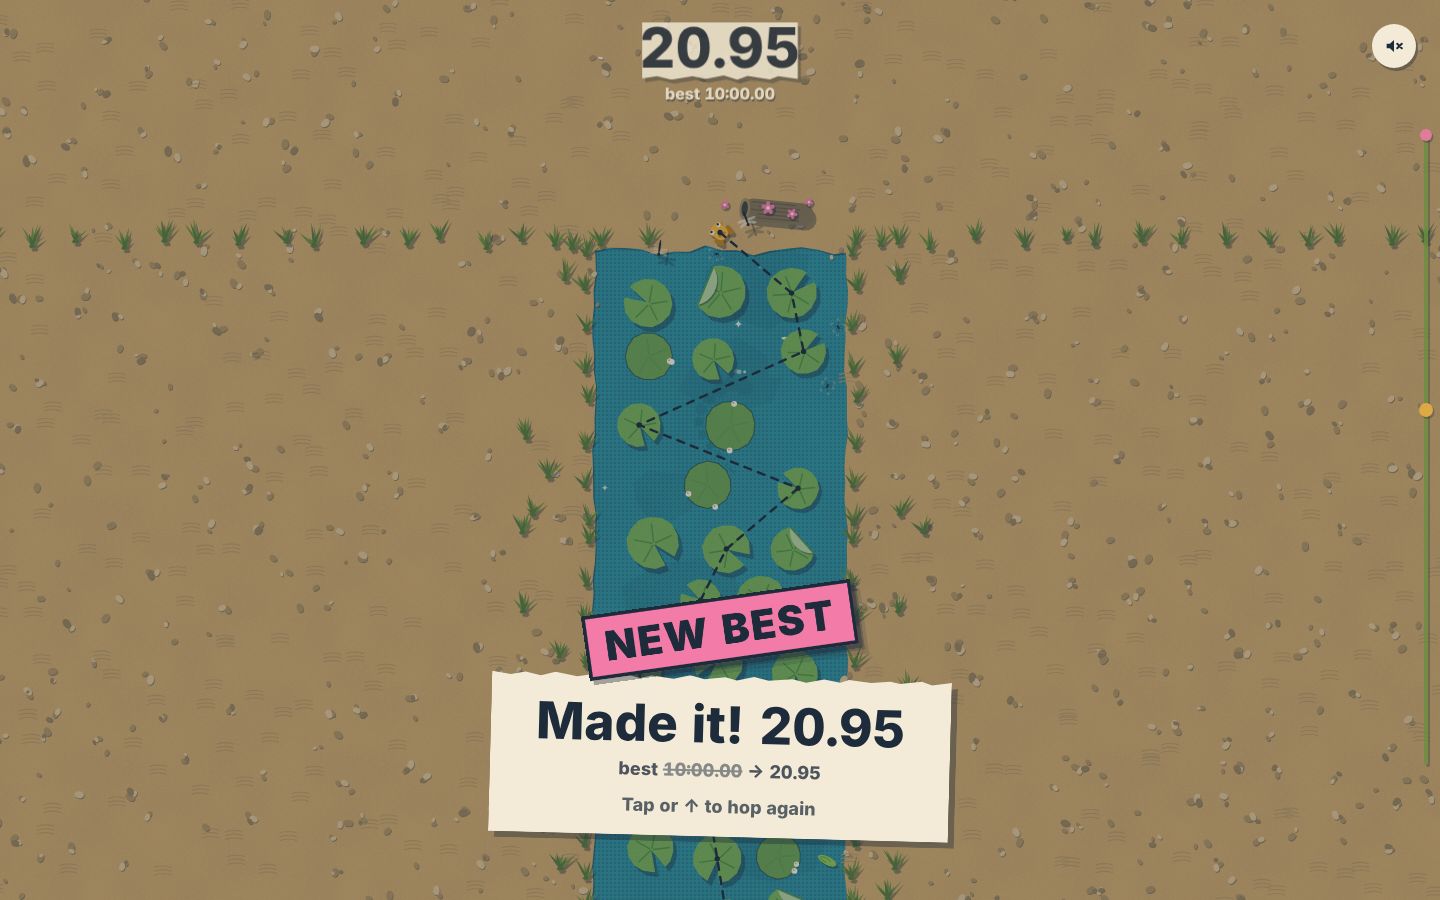 20.95
best 10:00.00
NEW BEST
Made it! 20.95
best 10:00.00 → 20.95
Tap or ↑ to hop again